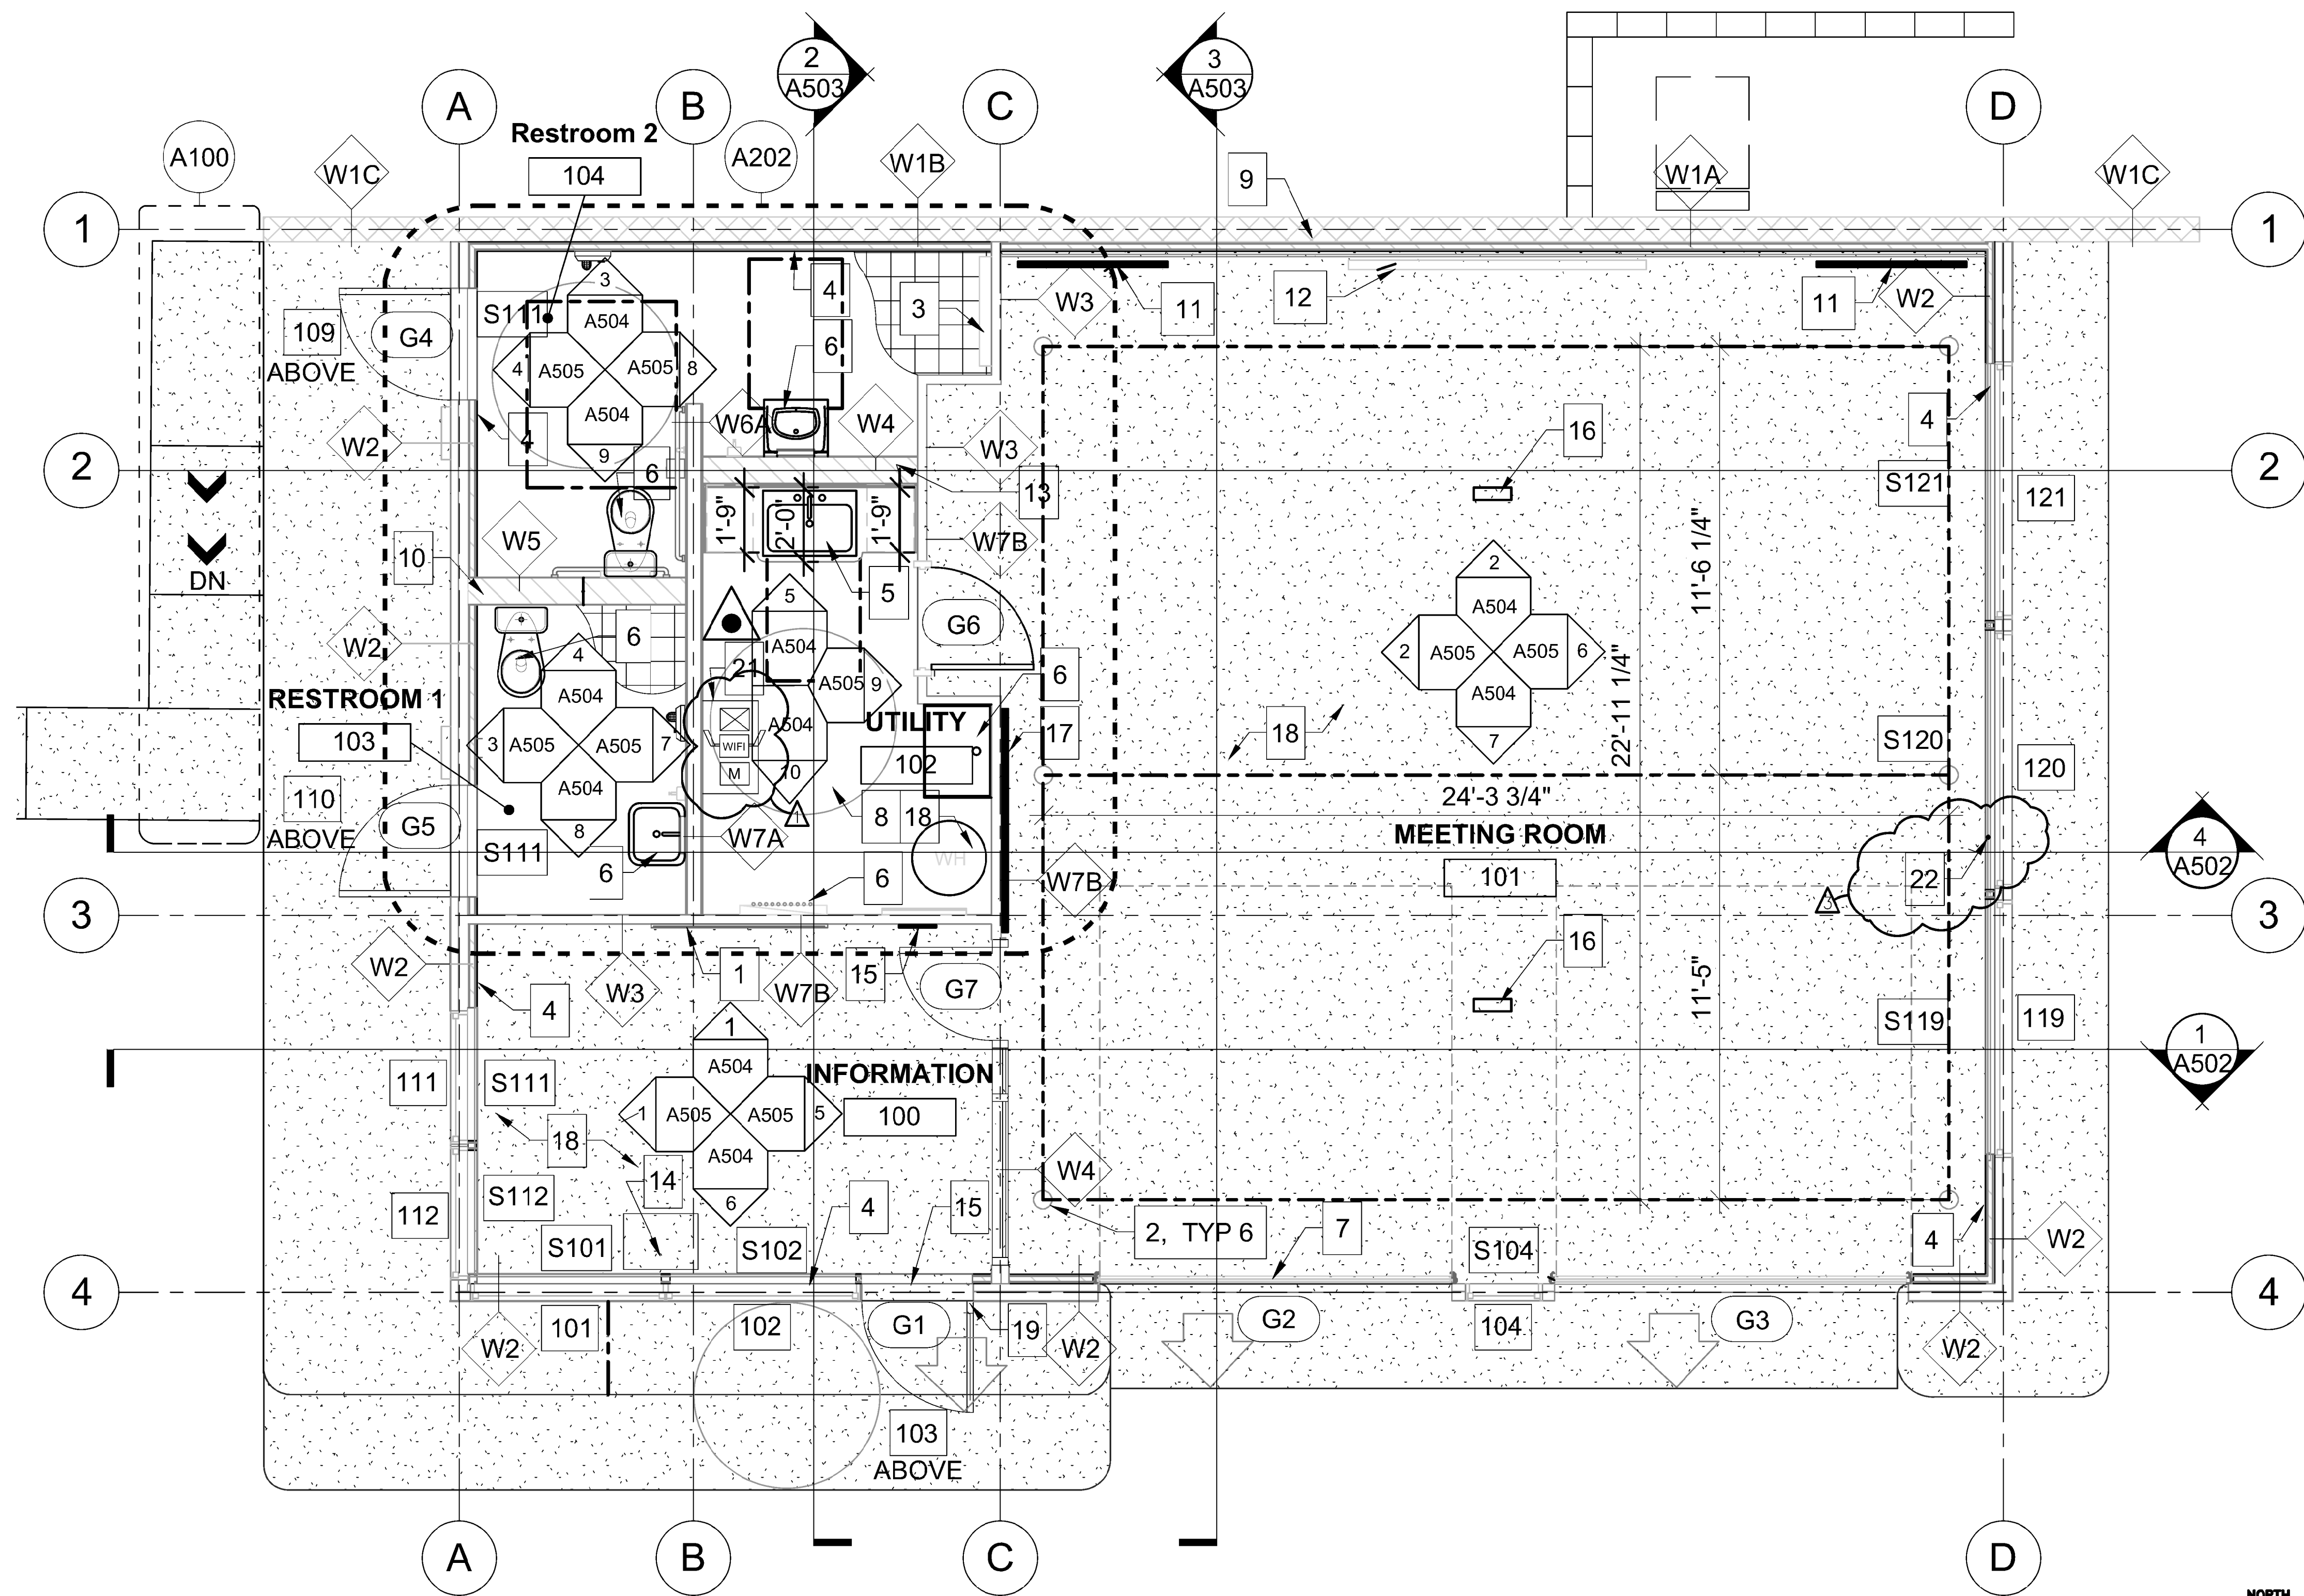 2
A503
3
A503
A
B
C
D
Restroom 2
104
A100
W1C
A202
W1B
9
W1A
W1C
1
1
3
S111
A504
4
A505
A505
8
A504
9
109
ABOVE
G4
4
3
6
W3
11
12
11
W2
W2
4
W6A
W4
W3
16
4
2
2
6
13
S121
121
1'-9"
2'-0"
1'-9"
W5
W7B
10
DN
5
11'-6 1/4"
G6
5
A504
21
A505
9
A504
10
2
A504
2
A505
A505
6
A504
7
22'-11 1/4"
W2
6
4
A504
3
A505
A505
7
A504
8
RESTROOM 1
103
110
ABOVE
G5
S111
6
WIFI
M
UTILITY
102
6
17
18
S120
120
1
W7A
8
18
WH
6
24'-3 3/4"
MEETING ROOM
101
W7B
22
3
4
A502
3
3
W2
4
W3
1
W7B
15
G7
16
11'-5"
S119
119
1
A502
111
S111
1
A504
1
A505
A505
5
A504
6
INFORMATION
100
18
14
112
S112
S101
S102
4
15
W4
2, TYP 6
7
S104
4
W2
4
4
W2
101
102
G1
19
W2
G2
104
G3
W2
103
ABOVE
A
B
C
D
NORTH